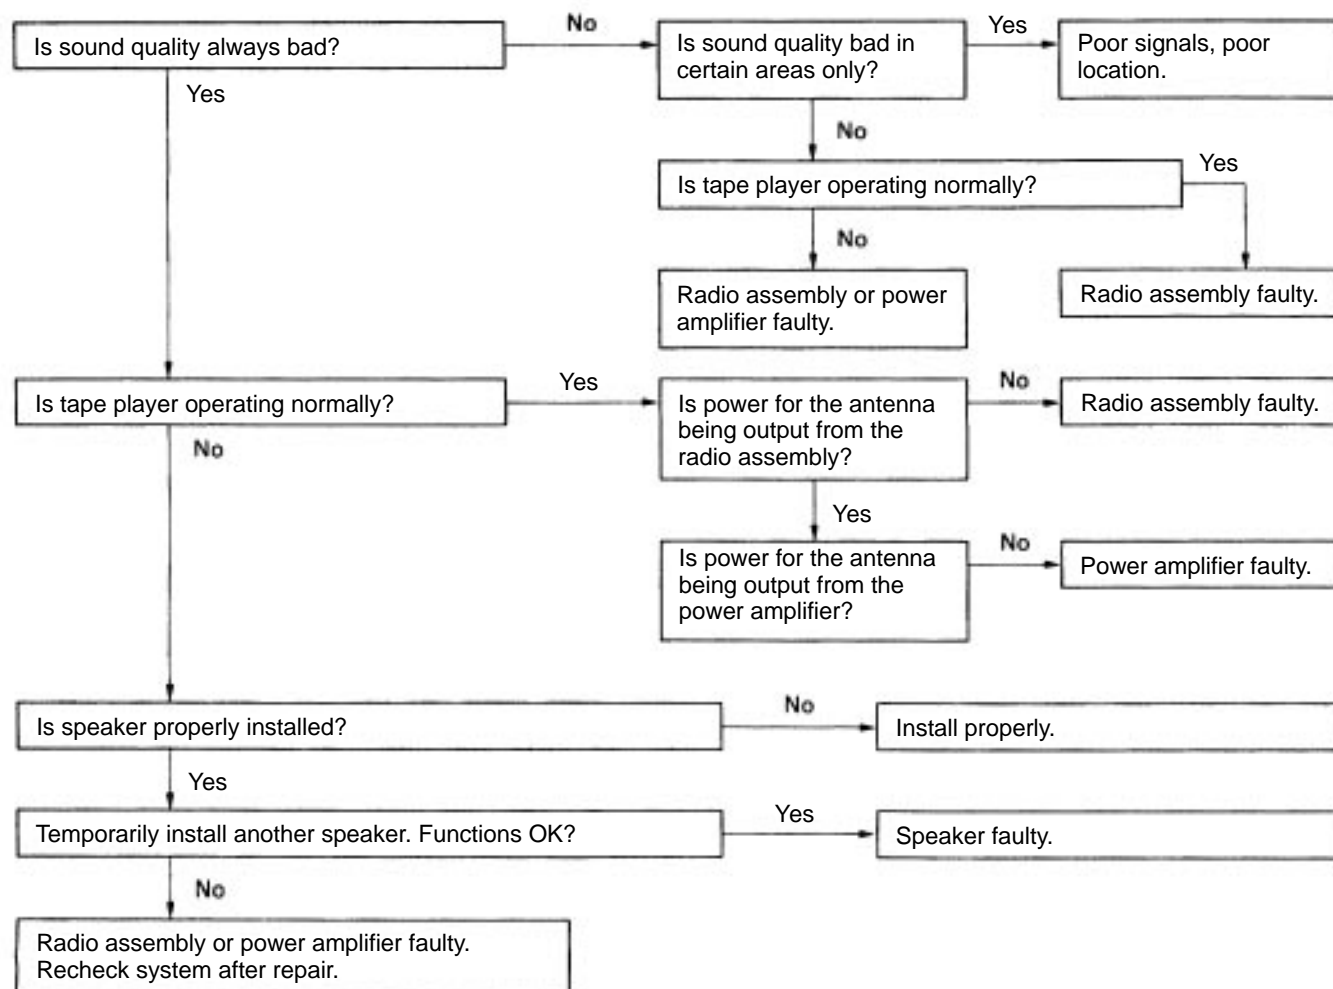 Is sound quality always bad?
No
Is sound quality bad in
certain areas only?
Yes
Poor signals, poor
location.
Yes
No
Is tape player operating normally?
Yes
No
Radio assembly or power
amplifier faulty.
Radio assembly faulty.
Is tape player operating normally?
Yes
Is power for the antenna
being output from the
radio assembly?
No
Radio assembly faulty.
No
Yes
Is power for the antenna
being output from the
power amplifier?
No
Power amplifier faulty.
Is speaker properly installed?
No
Install properly.
Yes
Temporarily install another speaker. Functions OK?
Yes
Speaker faulty.
No
Radio assembly or power amplifier faulty.
Recheck system after repair.